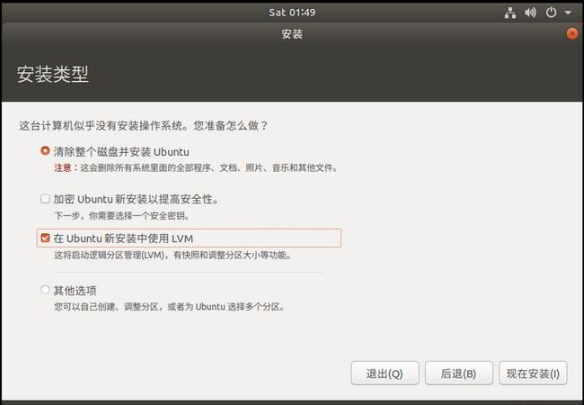 Sat 01:49
安装
安装类型
这台计算机似乎没有安装操作系统。您准备怎么做？
清除整个磁盘并安装 Ubuntu
注意：这会删除所有系统里面的全部程序、文档、照片、音乐和其他文件。
加密 Ubuntu 新安装以提高安全性。
下一步，你需要选择一个安全密钥。
在 Ubuntu 新安装中使用 LVM
这将启动逻辑分区管理(LVM)，有快照和调整分区大小等功能。
其他选项
您可以自己创建、调整分区，或者为 Ubuntu 选择多个分区。
退出(Q) 后退(B) 现在安装(I)